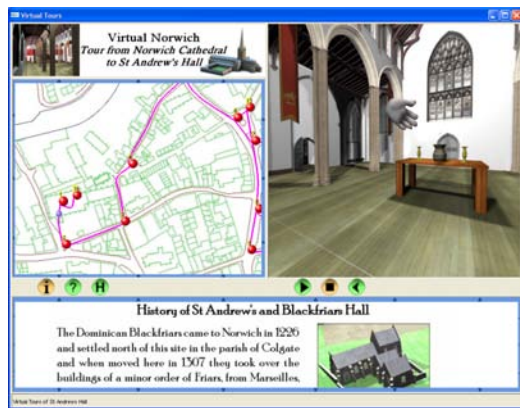 Virtual Tours
Virtual Norwich
Tour from Norwich Cathedral
to St Andrew's Hall
i ? H
History of St Andrew's and Blackfriars Hall
The Dominican Blackfriars came to Norwich in 1226
and settled north of this site in the parish of Colgate
and when moved here in 1307 they took over the
buildings of a minor order of Friars, from Marseilles,
Virtual Tours of St Andrews Hall